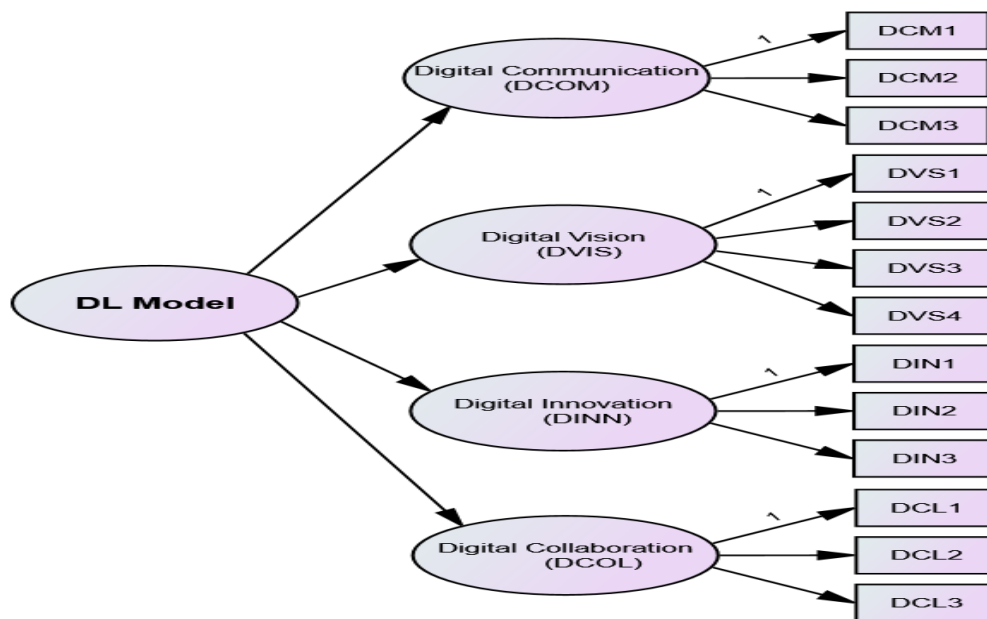 Digital Communication
(DCOM)
1
DCM1
DCM2
DCM3
Digital Vision
(DVIS)
1
DVS1
DVS2
DVS3
DVS4
DL Model
Digital Innovation
(DINN)
1
DIN1
DIN2
DIN3
Digital Collaboration
(DCOL)
1
DCL1
DCL2
DCL3